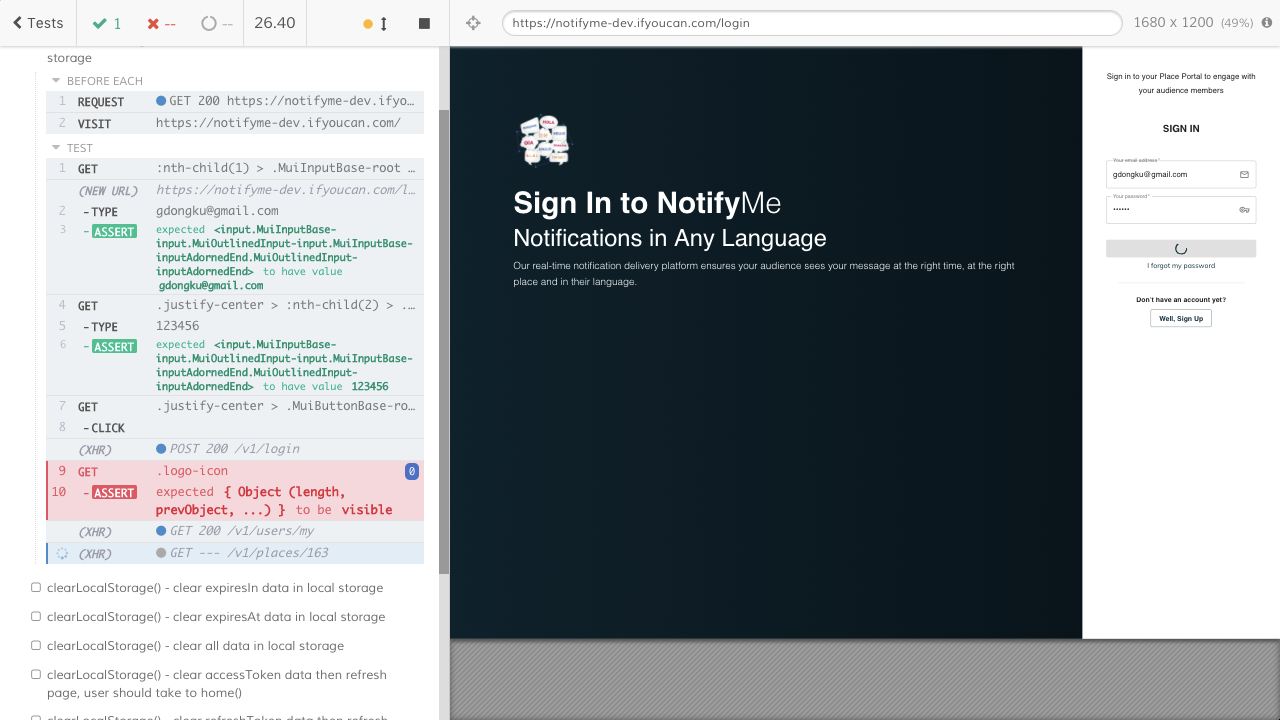 Tests
1
--
--
26.40
https://notifyme-dev.ifyoucan.com/login
1680 x 1200 (49%)
storage
BEFORE EACH
1 REQUEST GET 200 https://notifyme-dev.ifyo…
2 VISIT https://notifyme-dev.ifyoucan.com/
TEST
1 GET :nth-child(1) > .MuiInputBase-root …
(NEW URL) https://notifyme-dev.ifyoucan.com/l…
2 -TYPE gdongku@gmail.com
3 -ASSERT expected <input.MuiInputBase-
input.MuiOutlinedInput-input.MuiInputBase-
inputAdornedEnd.MuiOutlinedInput-
inputAdornedEnd> to have value
gdongku@gmail.com
4 GET .justify-center > :nth-child(2) > .…
5 -TYPE 123456
6 -ASSERT expected <input.MuiInputBase-
input.MuiOutlinedInput-input.MuiInputBase-
inputAdornedEnd.MuiOutlinedInput-
inputAdornedEnd> to have value 123456
7 GET .justify-center > .MuiButtonBase-ro…
8 -CLICK
(XHR) POST 200 /v1/login
9 GET .logo-icon 0
10 -ASSERT expected { Object (length,
prevObject, ...) } to be visible
(XHR) GET 200 /v1/users/my
(XHR) GET --- /v1/places/163
clearLocalStorage() - clear expiresIn data in local storage
clearLocalStorage() - clear expiresAt data in local storage
clearLocalStorage() - clear all data in local storage
clearLocalStorage() - clear accessToken data then refresh
page, user should take to home()
clearLocalStorage() - clear refreshToken data then refresh
HOLA
Sign In to NotifyMe
Notifications in Any Language
Our real-time notification delivery platform ensures your audience sees your message at the right time, at the right
place and in their language.
Sign in to your Place Portal to engage with
your audience members
SIGN IN
Your email address *
gdongku@gmail.com
Your password *
••••••
I forgot my password
Don't have an account yet?
Well, Sign Up